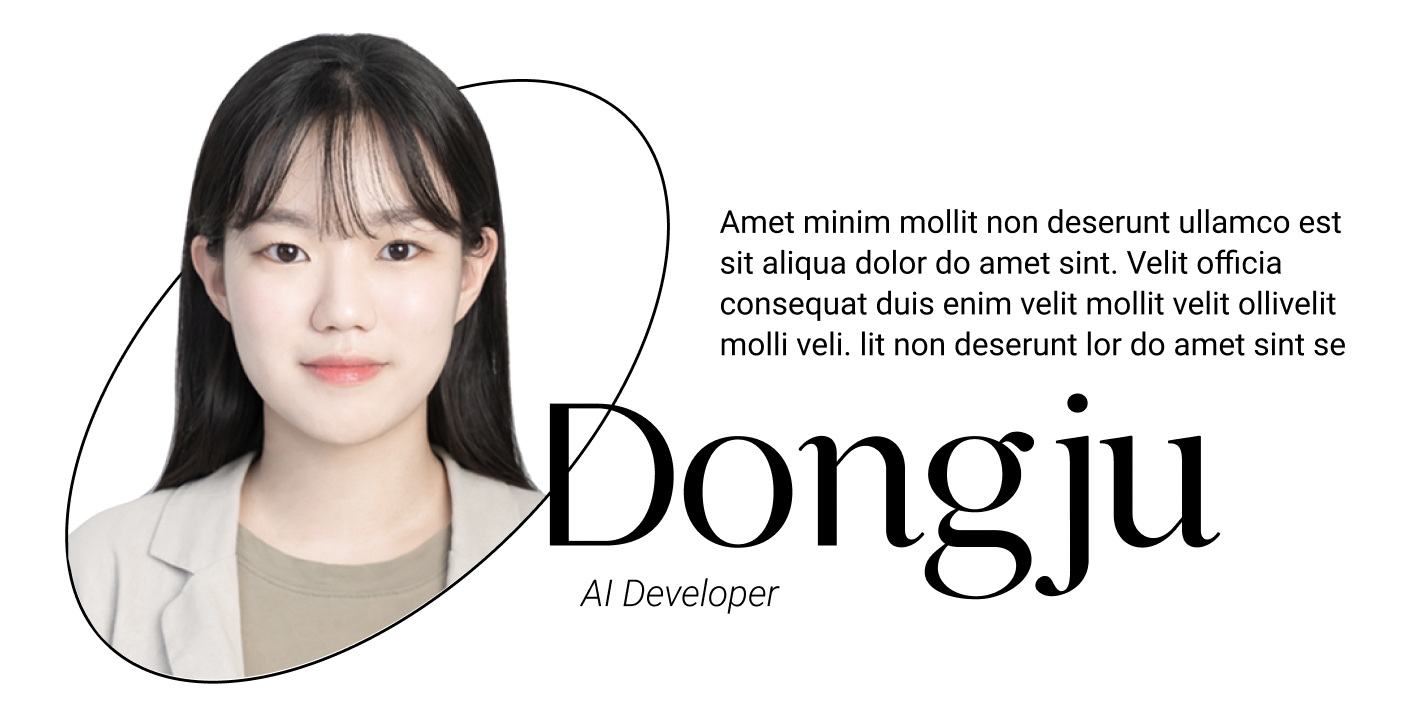 Amet minim mollit non deserunt ullamco est
sit aliqua dolor do amet sint. Velit officia
consequat duis enim velit mollit velit ollivelit
molli veli. lit non deserunt lor do amet sint se
Dongju
AI Developer